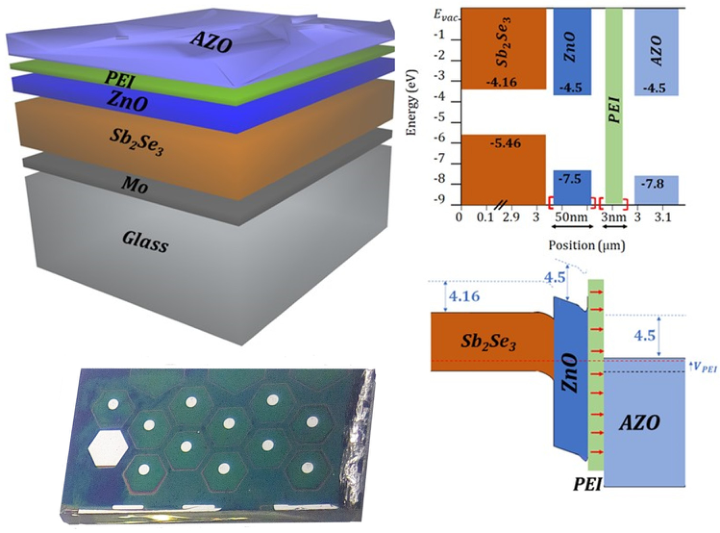 AZO
PEI
ZnO
Sb₂Se₃
Mo
Glass
E_vac
-1
-2
-3
-4
-5
-6
-7
-8
-9
Energy (eV)
Sb₂Se₃
ZnO
PEI
AZO
-4.16
-4.5
-4.5
-5.46
-7.5
-7.8
0 0.1 2.9 3 50nm 3nm 3 3.1
Position (μm)
4.16
4.5
4.5
Sb₂Se₃
ZnO
PEI
AZO
V_PEI